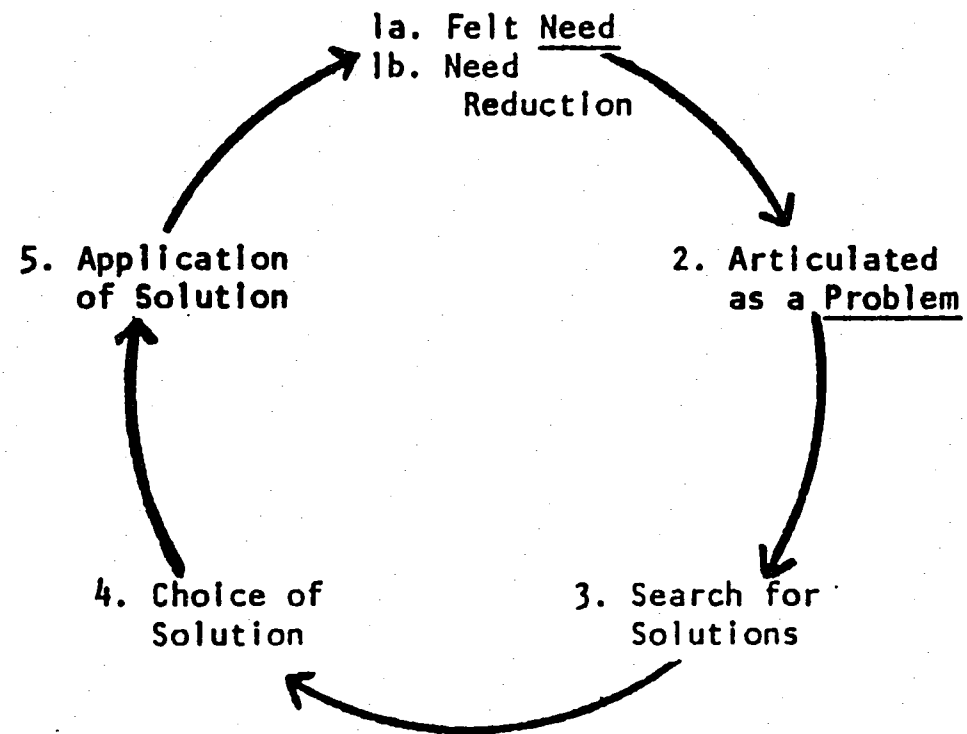 1a. Felt Need
1b. Need
Reduction
2. Articulated
as a Problem
3. Search for
Solutions
4. Choice of
Solution
5. Application
of Solution